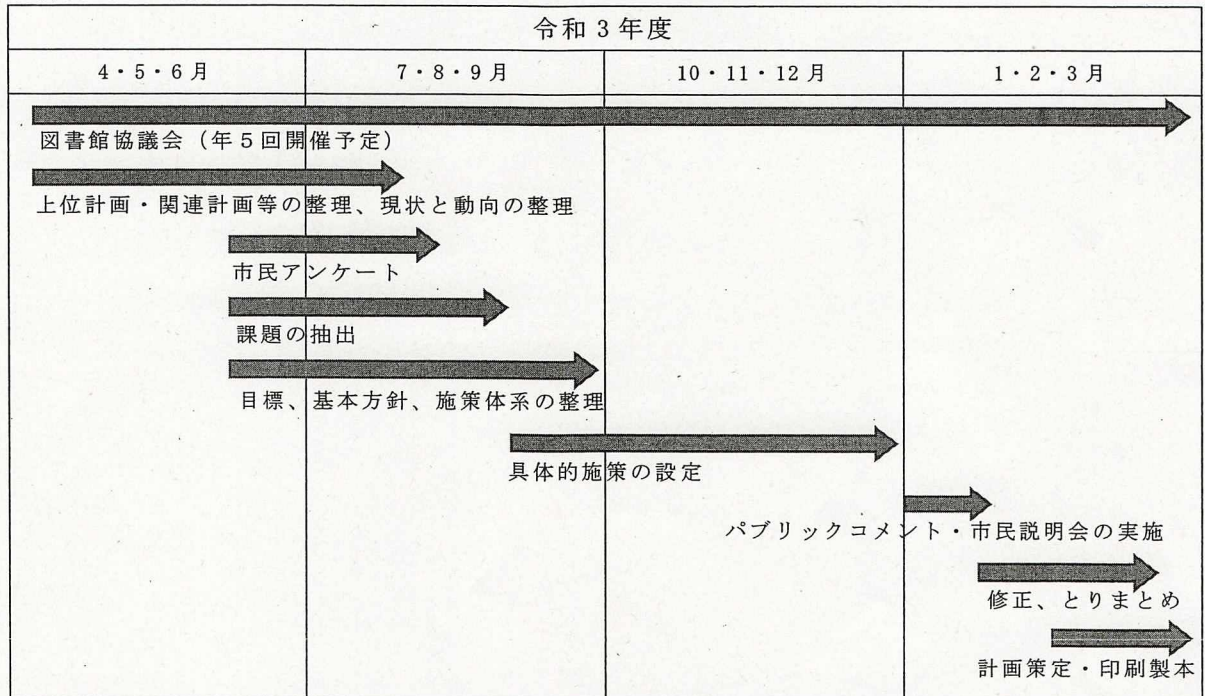 令和3年度
4・5・6月
7・8・9月
10・11・12月
1・2・3月
図書館協議会（年5回開催予定）
上位計画・関連計画等の整理、現状と動向の整理
市民アンケート
課題の抽出
目標、基本方針、施策体系の整理
具体的施策の設定
パブリックコメント・市民説明会の実施
修正、とりまとめ
計画策定・印刷製本